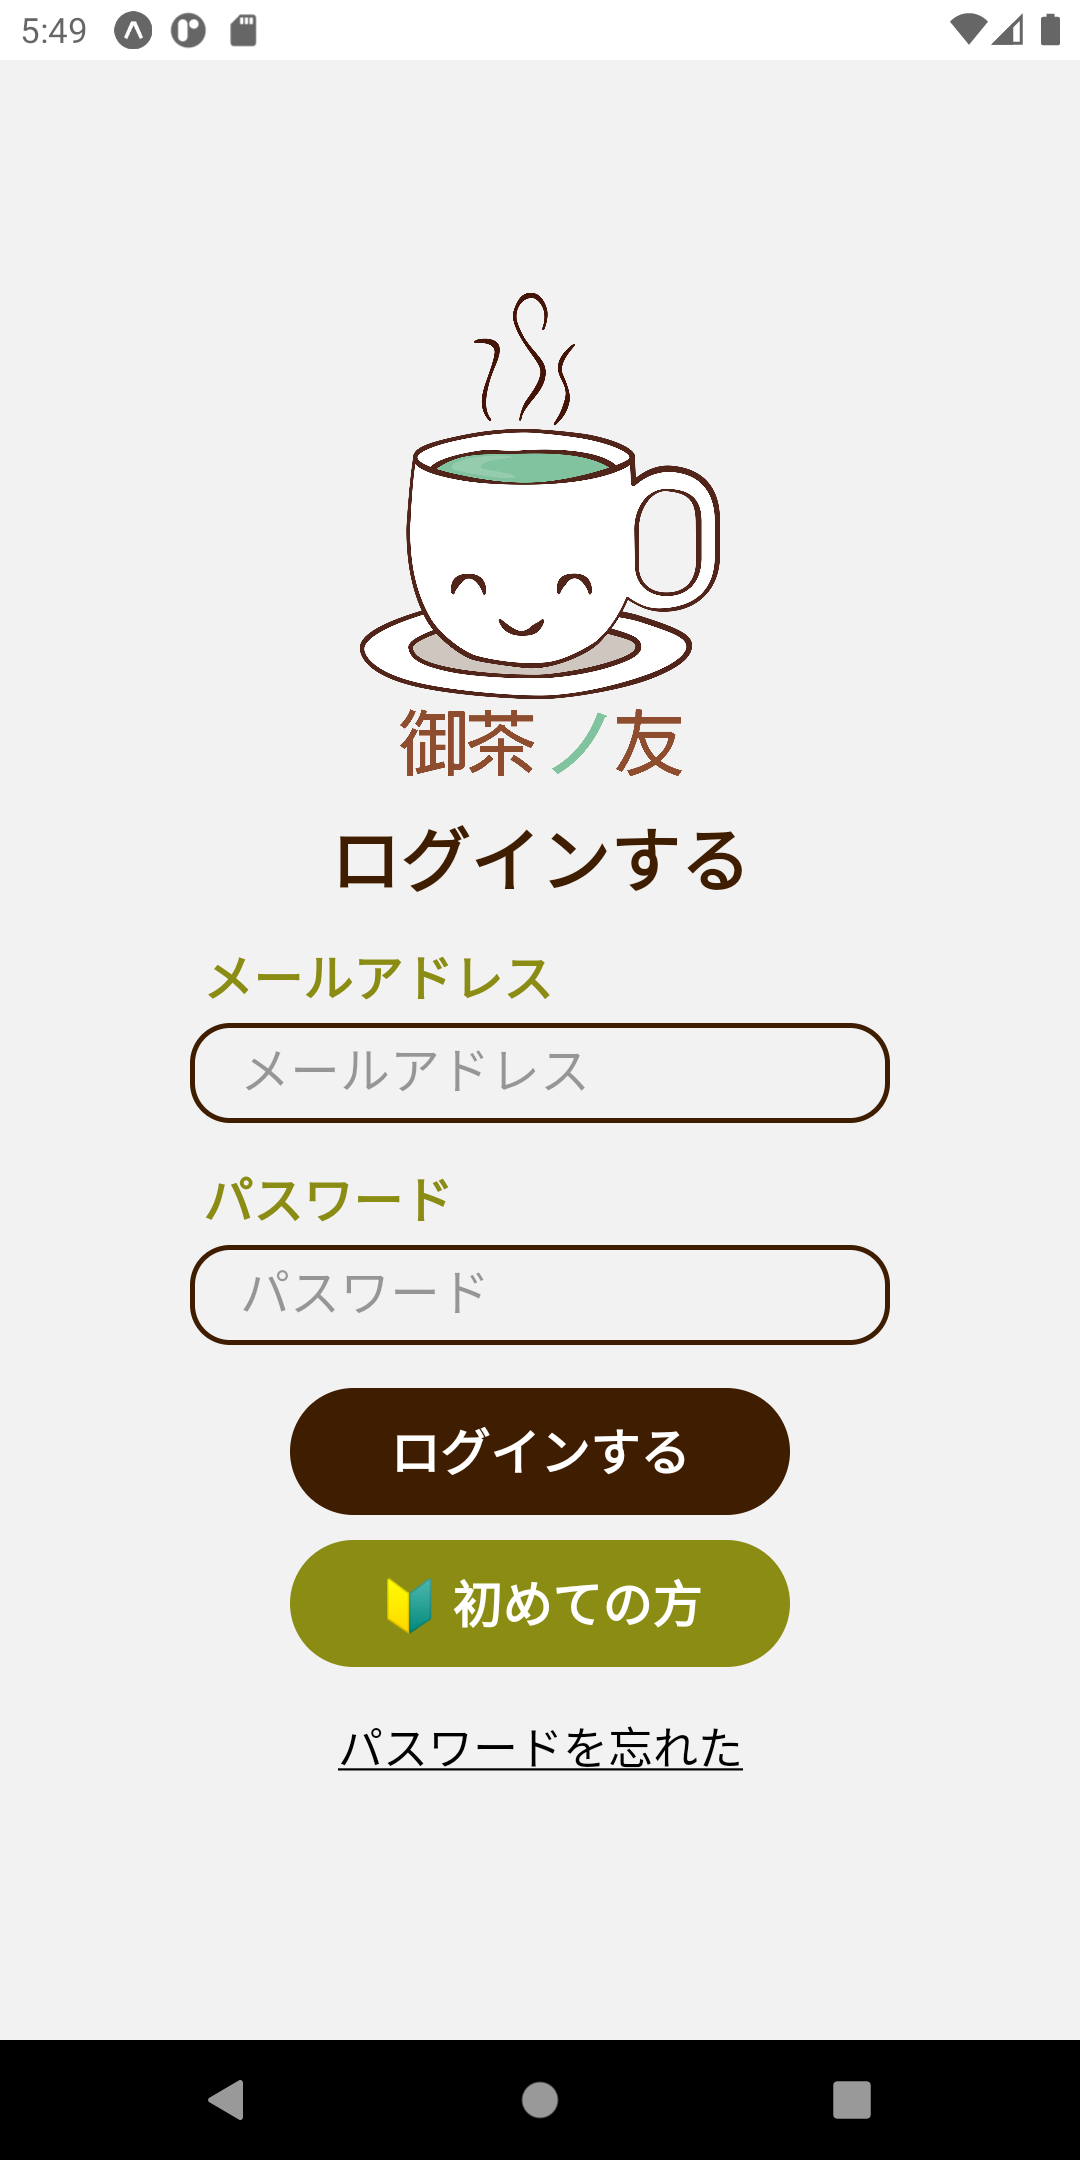 5:49
御茶ノ友
ログインする
メールアドレス
メールアドレス
パスワード
パスワード
ログインする
🔰 初めての方
パスワードを忘れた